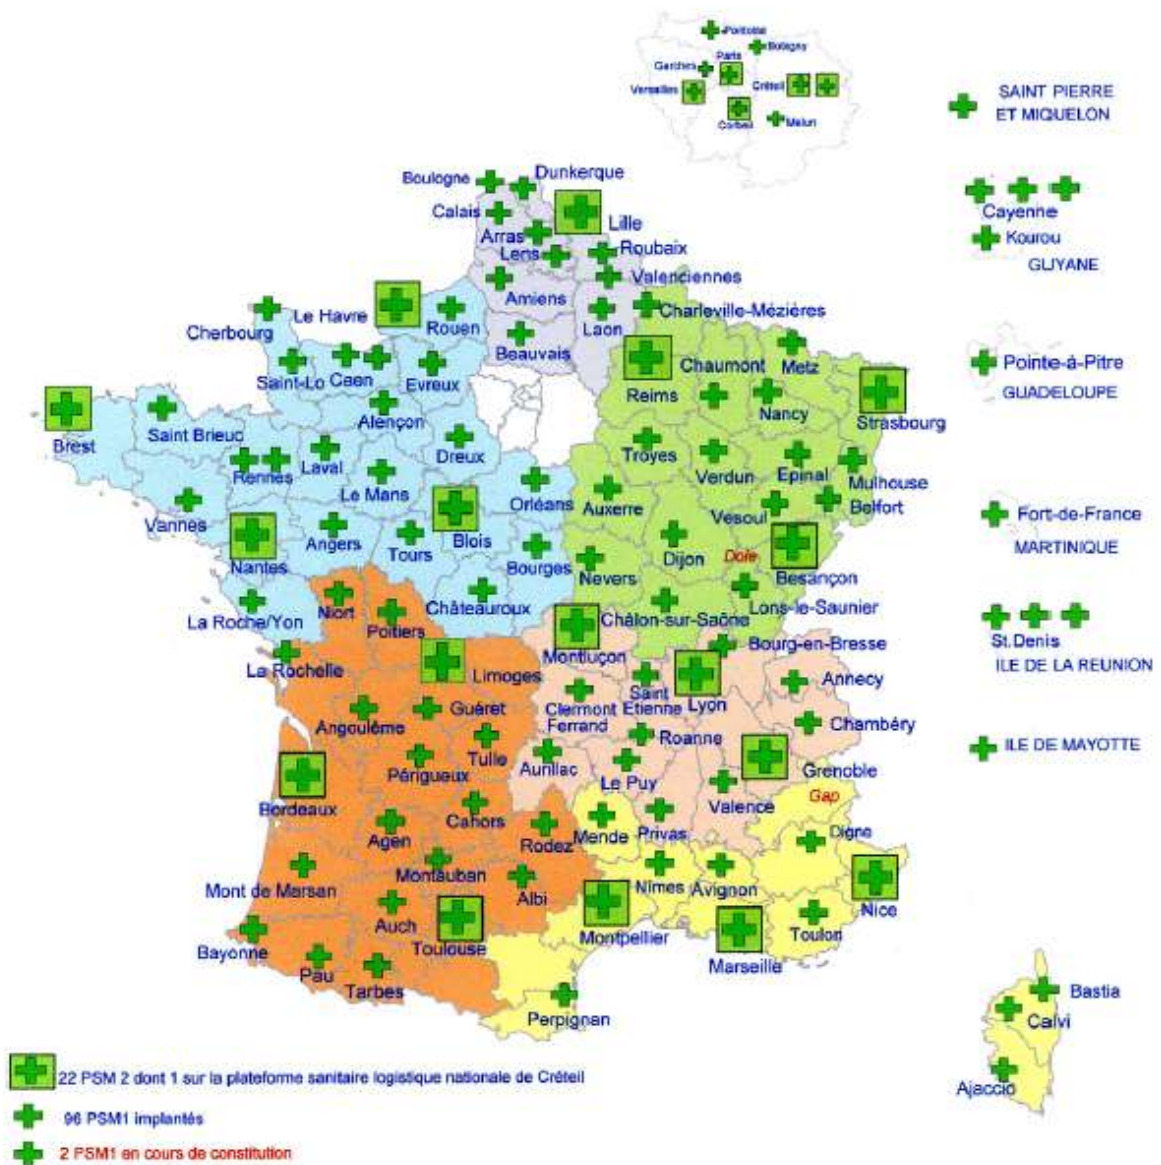 Pontoise
Bobigny
Paris
Garches
Versailles
Créteil
Corbeil
Melun
SAINT PIERRE
ET MIQUELON
Boulogne
Dunkerque
Calais
Lille
Arras
Lens
Roubaix
Valenciennes
Cayenne
Kourou
GUYANE
Amiens
Charleville-Mézières
Cherbourg
Le Havre
Rouen
Laon
Beauvais
Saint-Lo
Caen
Evreux
Reims
Chaumont
Metz
Nancy
Strasbourg
Pointe-à-Pitre
GUADELOUPE
Brest
Saint Brieuc
Alençon
Dreux
Troyes
Verdun
Epinal
Mulhouse
Rennes
Laval
Le Mans
Orléans
Auxerre
Vesoul
Belfort
Vannes
Nantes
Angers
Tours
Blois
Bourges
Nevers
Dijon
Dole
Besançon
Fort-de-France
MARTINIQUE
La Roche/Yon
Niort
Poitiers
Châteauroux
Châlon-sur-Saône
Lons-le-Saunier
La Rochelle
Limoges
Montluçon
Bourg-en-Bresse
St.Denis
ILE DE LA REUNION
Angoulême
Guéret
Clermont
Ferrand
Saint
Etienne
Lyon
Annecy
Chambéry
Tulle
Périgueux
Aurillac
Roanne
Le Puy
Grenoble
ILE DE MAYOTTE
Bordeaux
Cahors
Valence
Gap
Agen
Rodez
Mende
Privas
Digne
Mont de Marsan
Montauban
Albi
Nîmes
Avignon
Nice
Auch
Toulouse
Montpellier
Marseille
Toulon
Bayonne
Pau
Tarbes
Perpignan
Bastia
Calvi
Ajaccio
22 PSM 2 dont 1 sur la plateforme sanitaire logistique nationale de Créteil
96 PSM1 implantés
2 PSM1 en cours de constitution